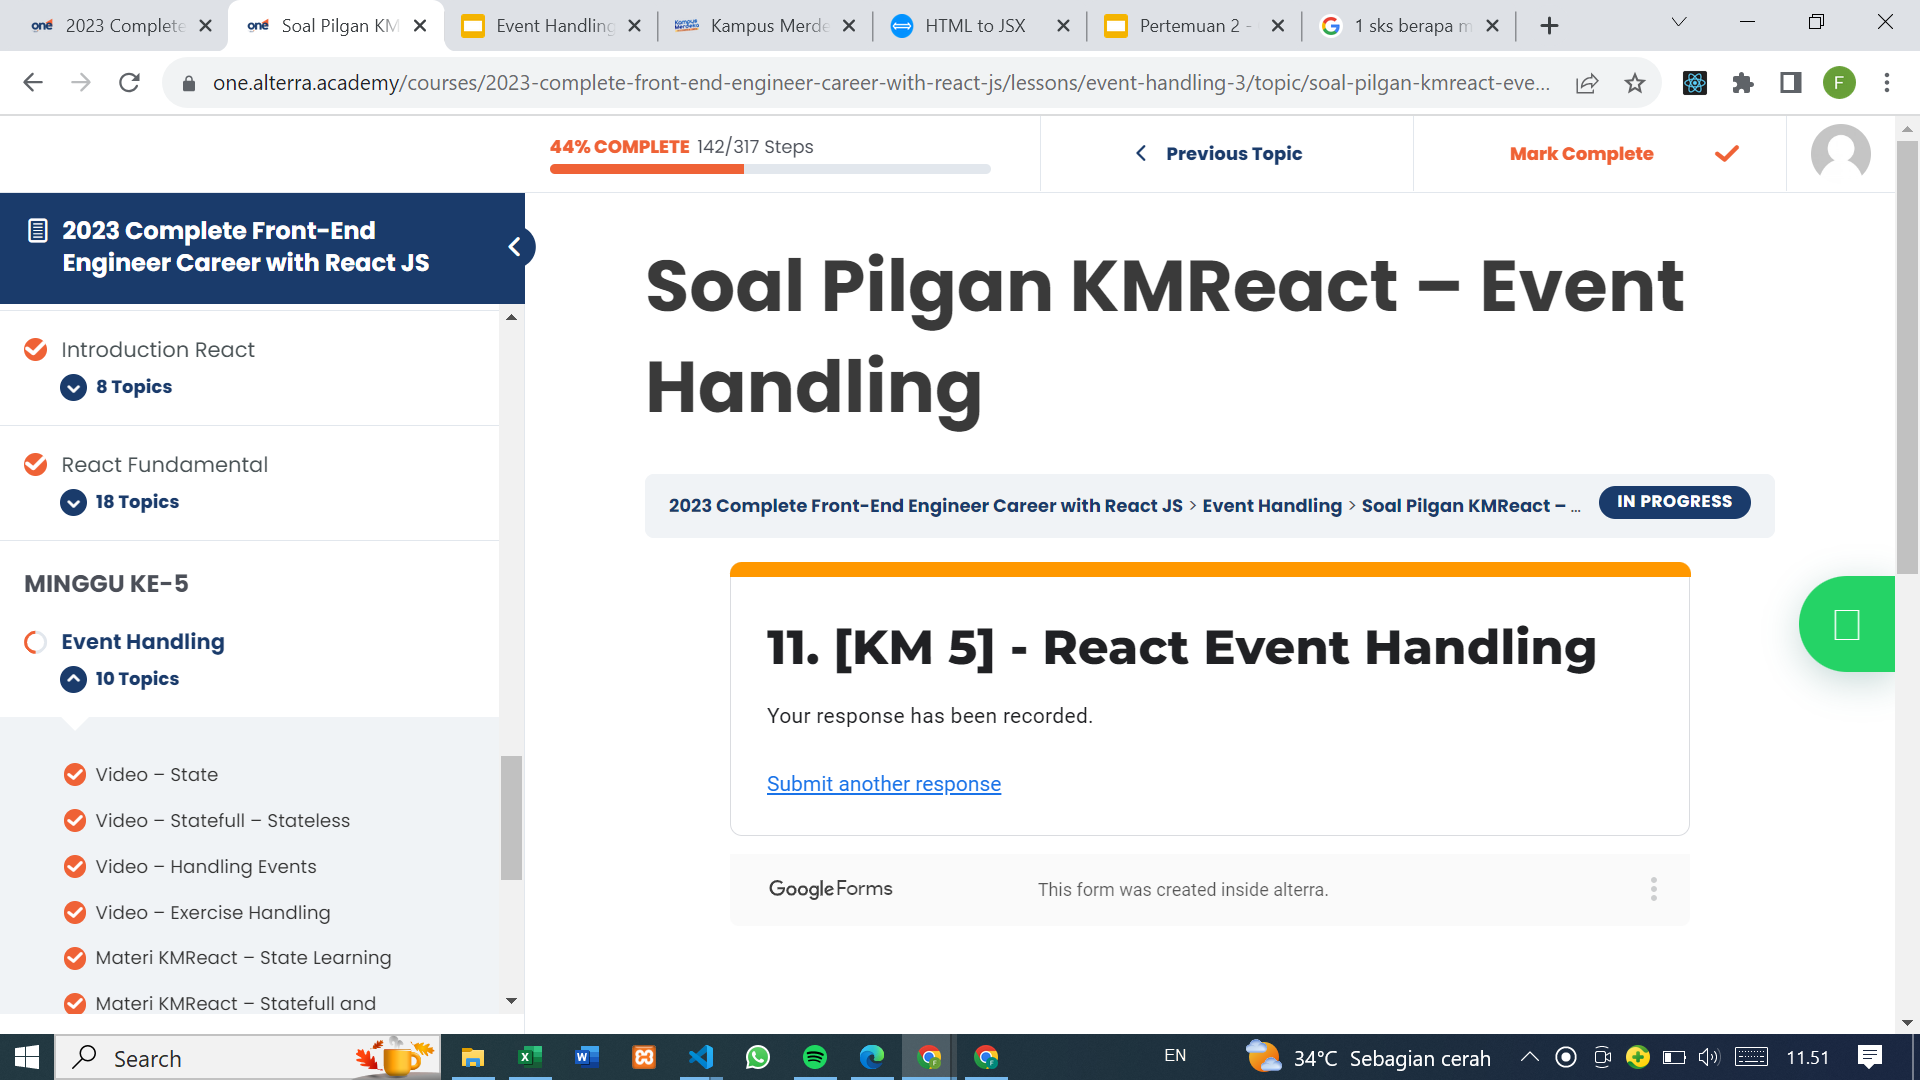 one 2023 Complete
one Soal Pilgan KM
Event Handling
Kampus Merde
HTML to JSX
Pertemuan 2 -
1 sks berapa m
one.alterra.academy/courses/2023-complete-front-end-engineer-career-with-react-js/lessons/event-handling-3/topic/soal-pilgan-kmreact-eve...
F
44% COMPLETE 142/317 Steps
Previous Topic
Mark Complete
2023 Complete Front-End
Engineer Career with React JS
Introduction React
8 Topics
React Fundamental
18 Topics
MINGGU KE-5
Event Handling
10 Topics
Video – State
Video – Statefull – Stateless
Video – Handling Events
Video – Exercise Handling
Materi KMReact – State Learning
Materi KMReact – Statefull and
Soal Pilgan KMReact – Event
Handling
2023 Complete Front-End Engineer Career with React JS > Event Handling > Soal Pilgan KMReact – ...
IN PROGRESS
11. [KM 5] - React Event Handling
Your response has been recorded.
Submit another response
Google Forms
This form was created inside alterra.
Search
EN
34°C Sebagian cerah
11.51